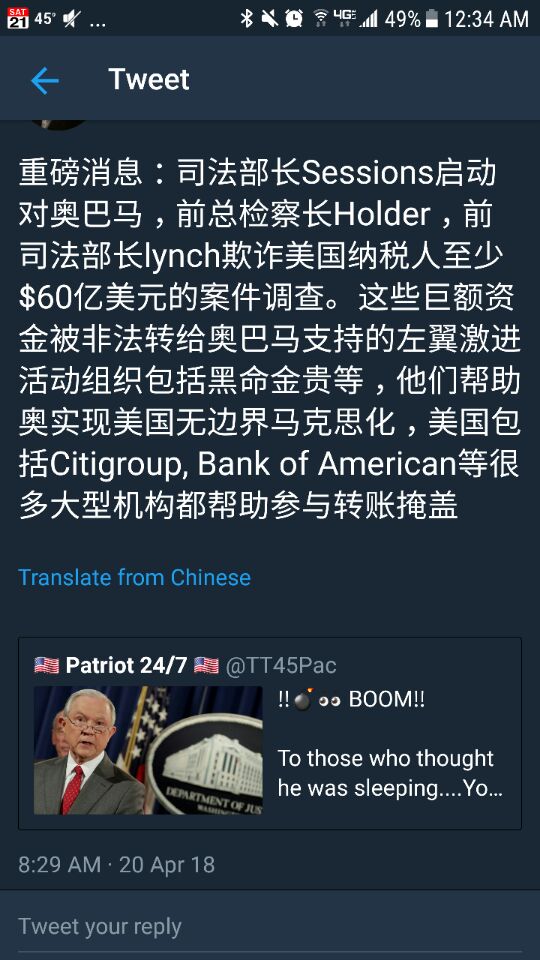 SAT
21 45° ... 4G 49% 12:34 AM
Tweet
重磅消息：司法部长Sessions启动
对奥巴马，前总检察长Holder，前
司法部长lynch欺诈美国纳税人至少
$60亿美元的案件调查。这些巨额资
金被非法转给奥巴马支持的左翼激进
活动组织包括黑命金贵等，他们帮助
奥实现美国无边界马克思化，美国包
括Citigroup, Bank of American等很
多大型机构都帮助参与转账掩盖
Translate from Chinese
🇺🇸 Patriot 24/7 🇺🇸 @TT45Pac
‼💣👀 BOOM‼
To those who thought
he was sleeping....Yo...
DEPARTMENT OF JUS
WASHING
8:29 AM · 20 Apr 18
Tweet your reply